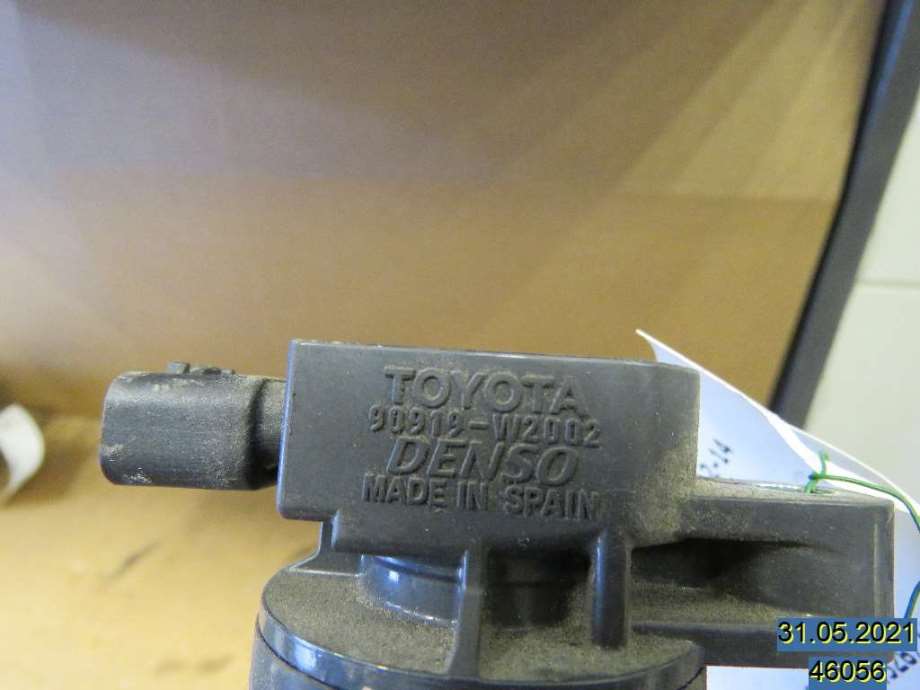 TOYOTA
90919-W2002
DENSO
MADE IN SPAIN
31.05.2021
46056